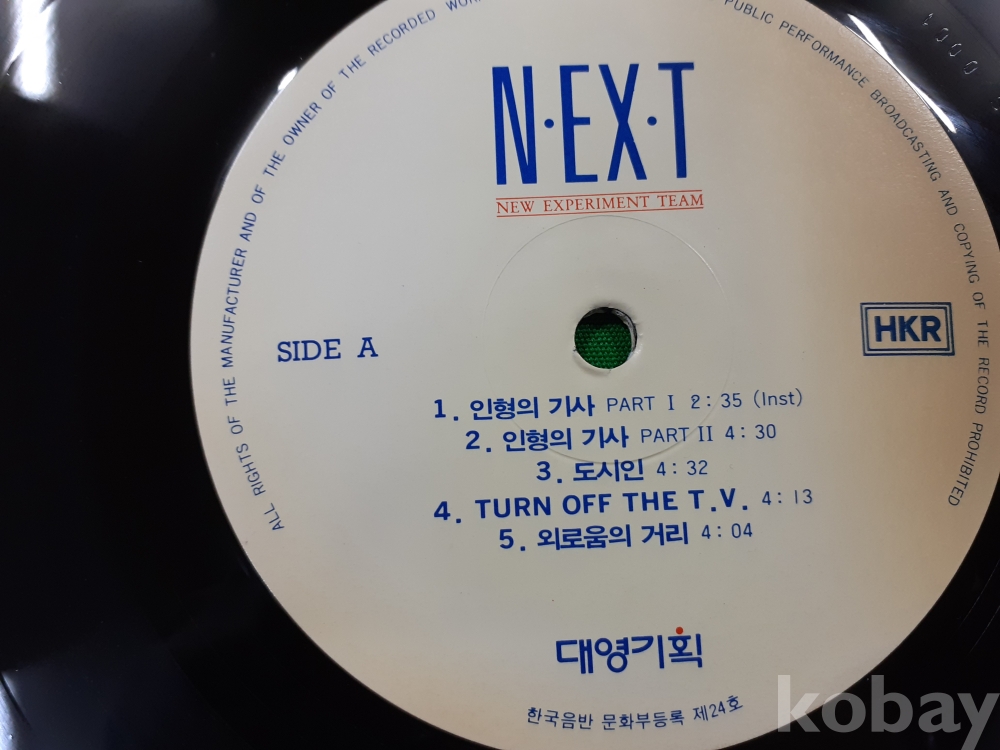 ALL RIGHTS OF THE MANUFACTURER AND OF THE OWNER OF THE RECORDED
PUBLIC PERFORMANCE BROADCASTING AND COPYING OF THE RECORD PROHIBITED
0001
N·EX·T
NEW EXPERIMENT TEAM
SIDE A
HKR
1. 인형의 기사 PART I 2:35 (Inst)
2. 인형의 기사 PART II 4:30
3. 도시인 4:32
4. TURN OFF THE T.V. 4:13
5. 외로움의 거리 4:04
대영기획
한국음반 문화부등록 제24호
kobay